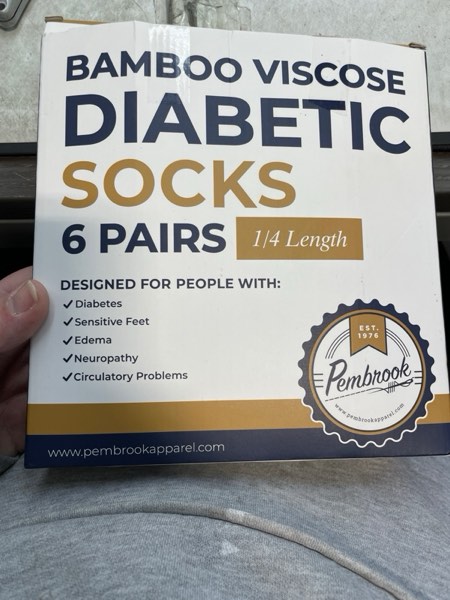 BAMBOO VISCOSE
DIABETIC
SOCKS
6 PAIRS 1/4 Length
DESIGNED FOR PEOPLE WITH:
✓Diabetes
✓Sensitive Feet
✓Edema
✓Neuropathy
✓Circulatory Problems
EST.
1976
Pembrook
www.pembrookapparel.com
www.pembrookapparel.com